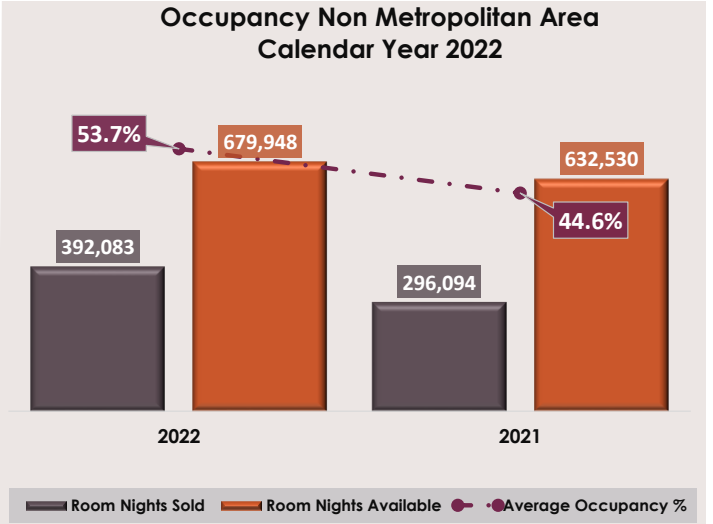 Occupancy Non Metropolitan Area
Calendar Year 2022
53.7%
679,948
632,530
44.6%
392,083
296,094
2022
2021
Room Nights Sold
Room Nights Available
Average Occupancy %